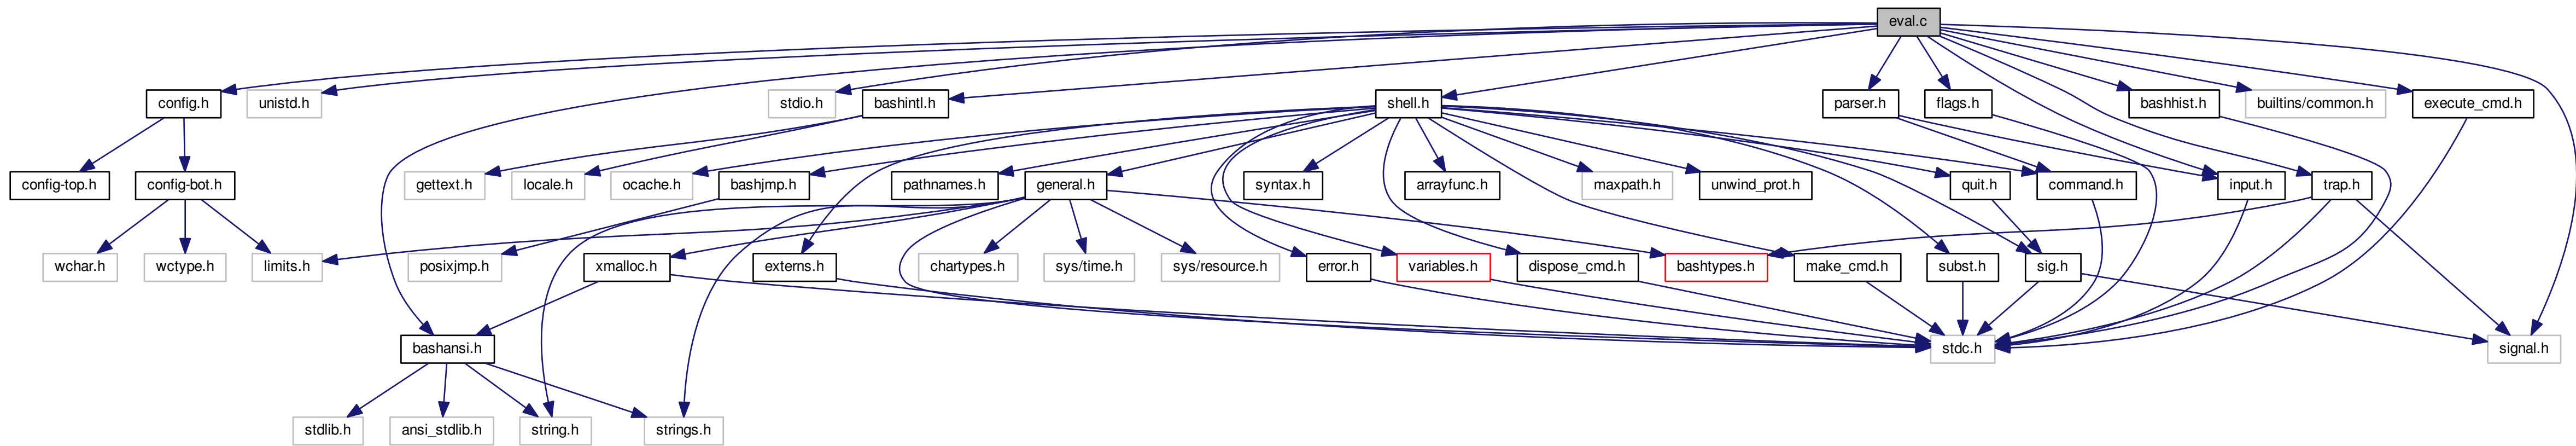 eval.c
config.h
unistd.h
stdio.h
bashintl.h
shell.h
parser.h
flags.h
bashhist.h
builtins/common.h
execute_cmd.h
config-top.h
config-bot.h
gettext.h
locale.h
ocache.h
bashjmp.h
pathnames.h
general.h
syntax.h
arrayfunc.h
maxpath.h
unwind_prot.h
quit.h
command.h
input.h
trap.h
wchar.h
wctype.h
limits.h
posixjmp.h
xmalloc.h
externs.h
chartypes.h
sys/time.h
sys/resource.h
error.h
variables.h
dispose_cmd.h
bashtypes.h
make_cmd.h
subst.h
sig.h
bashansi.h
stdc.h
signal.h
stdlib.h
ansi_stdlib.h
string.h
strings.h